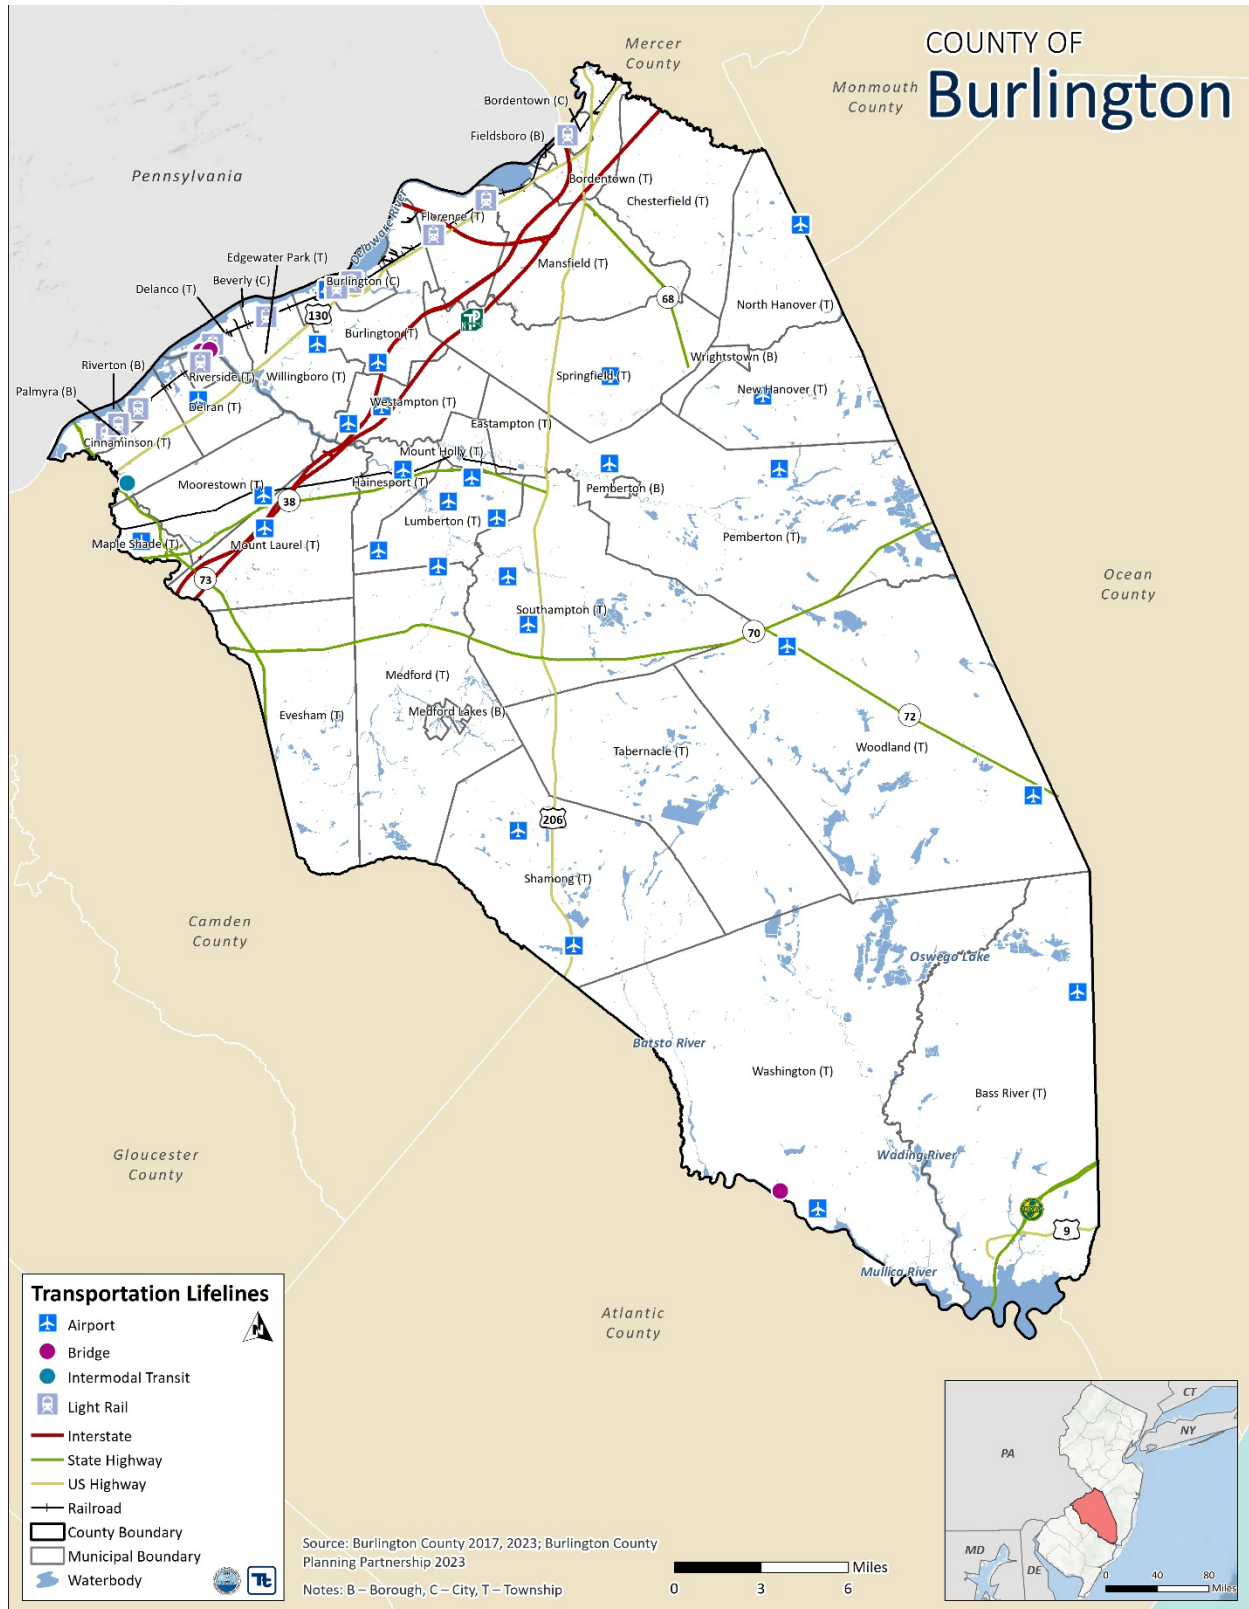 COUNTY OF
Burlington
Mercer
County
Monmouth
County
Pennsylvania
Bordentown (C)
Fieldsboro (B)
Bordentown (T)
Chesterfield (T)
Delaware River
Florence (T)
Mansfield (T)
Edgewater Park (T)
Beverly (C)
Delanco (T)
Burlington (C)
130
68
North Hanover (T)
Burlington (T)
Riverton (B)
Riverside (T)
Willingboro (T)
Springfield (T)
Wrightstown (B)
New Hanover (T)
Palmyra (B)
Delran (T)
Westampton (T)
Eastampton (T)
Cinnaminson (T)
Mount Holly (T)
Moorestown (T)
Hainesport (T)
Pemberton (B)
38
Lumberton (T)
Maple Shade (T)
Mount Laurel (T)
Pemberton (T)
73
Ocean
County
Southampton (T)
70
Medford (T)
Evesham (T)
Medford Lakes (B)
72
Tabernacle (T)
Woodland (T)
206
Shamong (T)
Camden
County
Oswego Lake
Batsto River
Washington (T)
Bass River (T)
Gloucester
County
Wading River
9
Mullica River
Atlantic
County
Transportation Lifelines
N
Airport
Bridge
Intermodal Transit
Light Rail
Interstate
State Highway
US Highway
Railroad
County Boundary
Municipal Boundary
Waterbody
Tt
Source: Burlington County 2017, 2023; Burlington County
Planning Partnership 2023
Notes: B – Borough, C – City, T – Township
Miles
0 3 6
CT
NY
PA
MD
DE
0 40 80
Miles